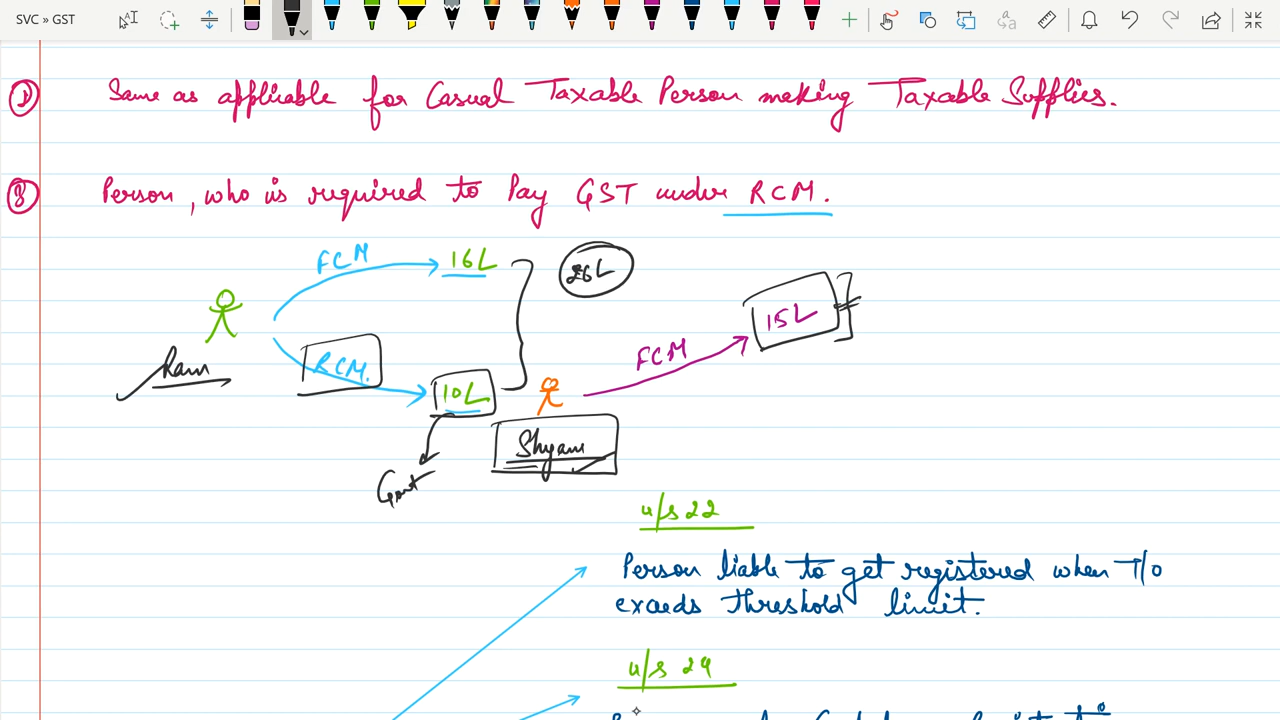 SVC » GST
① Same as applicable for Casual Taxable Person making Taxable Supplies.
⑧ Person, who is required to Pay GST under RCM.
FCM 16L 26L
Ram RCM. 10L FCM 15L
Shyam
Govt
u/s 22
Person liable to get registered when T/o
exceeds threshold limit.
u/s 24